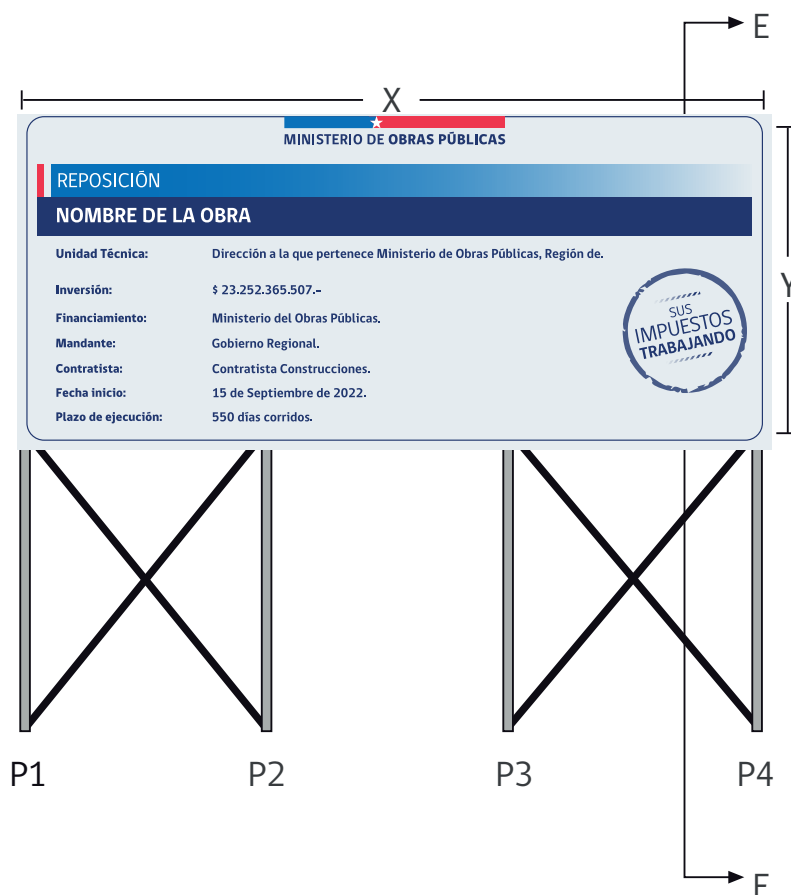 E
X
MINISTERIO DE OBRAS PÚBLICAS
REPOSICIÓN
NOMBRE DE LA OBRA
Unidad Técnica: Dirección a la que pertenece Ministerio de Obras Públicas, Región de.
Y
Inversión: $ 23.252.365.507.-
Financiamiento: Ministerio del Obras Públicas.
Mandante: Gobierno Regional.
Contratista: Contratista Construcciones.
Fecha inicio: 15 de Septiembre de 2022.
Plazo de ejecución: 550 días corridos.
SUS
IMPUESTOS
TRABAJANDO
P1 P2 P3 P4
E